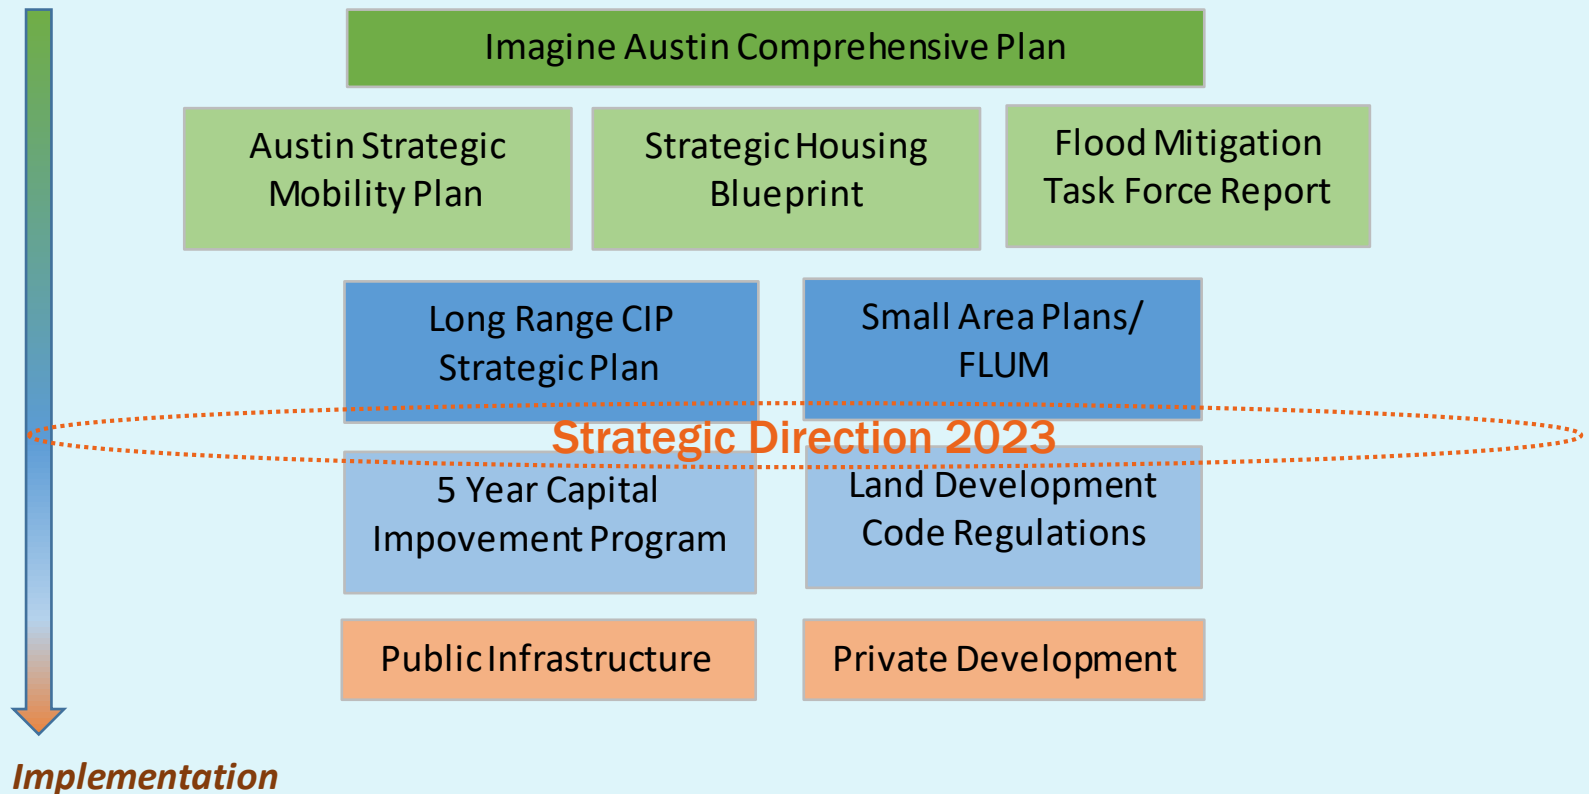 Imagine Austin Comprehensive Plan
Austin Strategic
Mobility Plan
Strategic Housing
Blueprint
Flood Mitigation
Task Force Report
Long Range CIP
Strategic Plan
Small Area Plans/
FLUM
Strategic Direction 2023
5 Year Capital
Impovement Program
Land Development
Code Regulations
Public Infrastructure
Private Development
Implementation